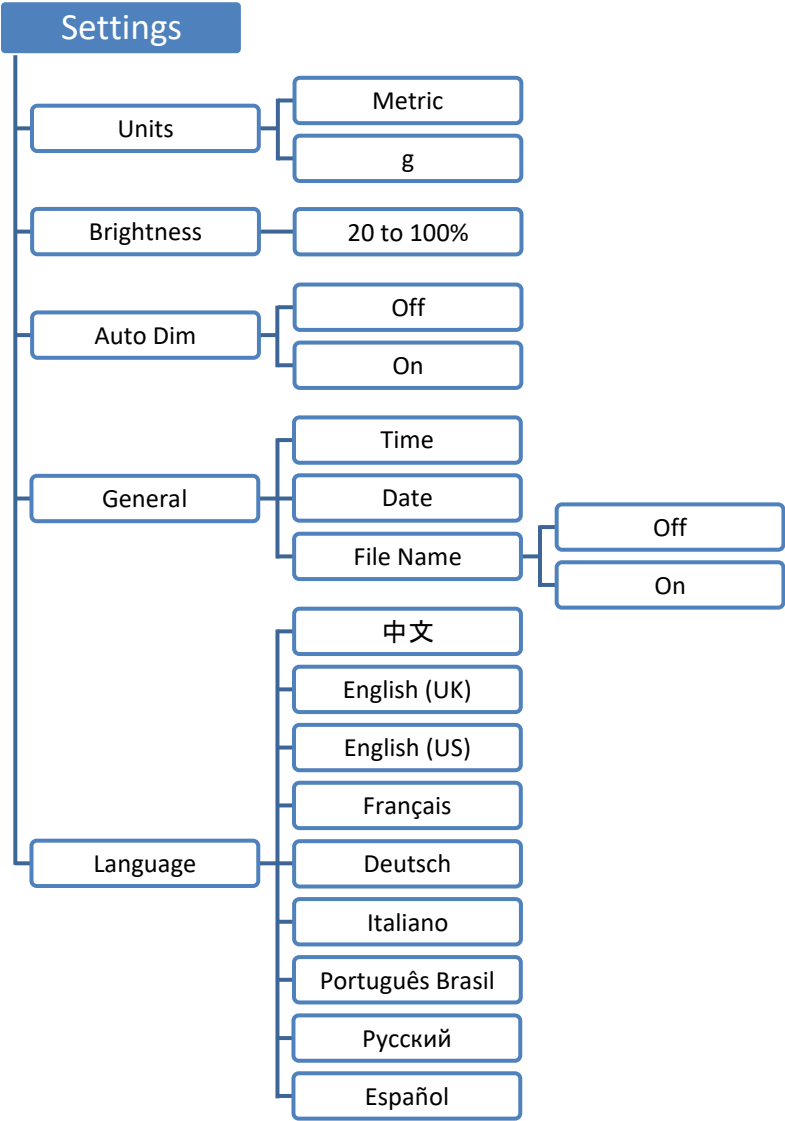 Settings
Units
Metric
g
Brightness
20 to 100%
Auto Dim
Off
On
General
Time
Date
File Name
Off
On
Language
中文
English (UK)
English (US)
Français
Deutsch
Italiano
Português Brasil
Русский
Español